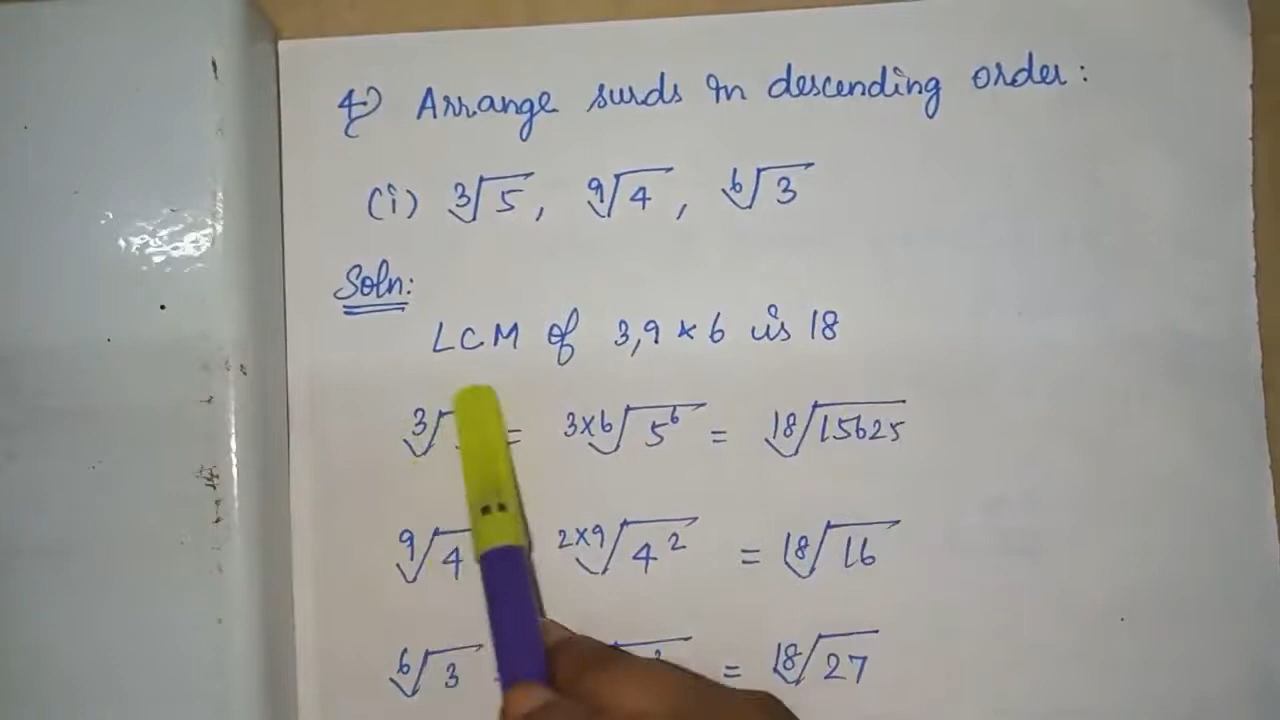 4) Arrange surds in descending order:
(i) ³√5, ⁹√4, ⁶√3
Soln:
LCM of 3,9 & 6 is 18
³√ = ³ˣ⁶√5⁶ = ¹⁸√15625
⁹√4 ²ˣ⁹√4² = ¹⁸√16
⁶√3 = ¹⁸√27